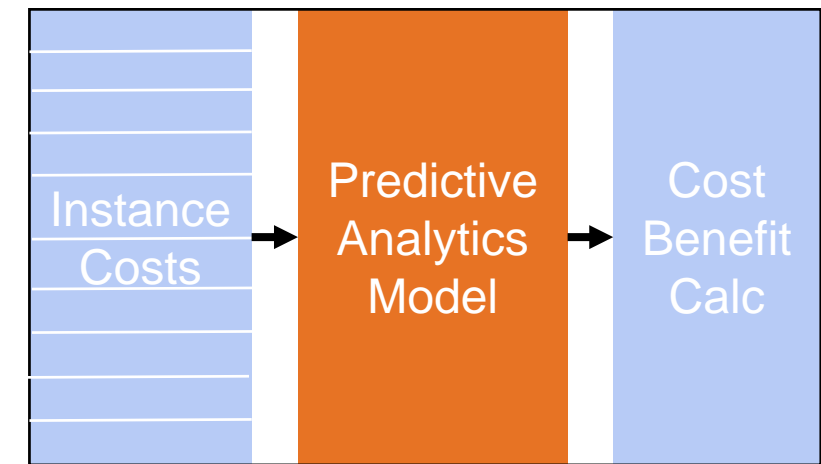 Instance
Costs
Predictive
Analytics
Model
Cost
Benefit
Calc